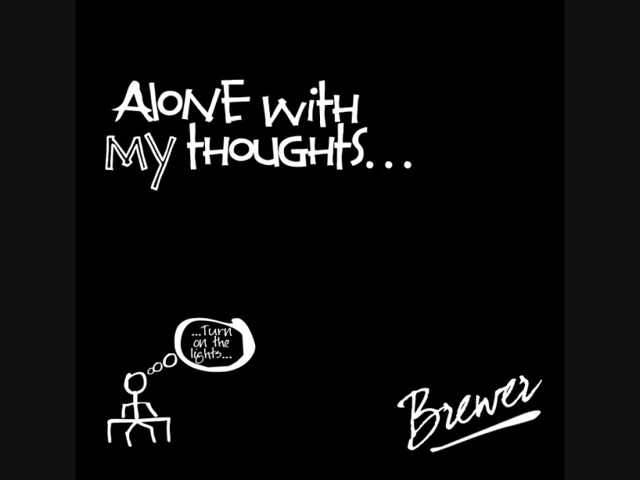 ALONE WITH
MY THOUGHTS...
...Turn
on the
lights...
Brewer